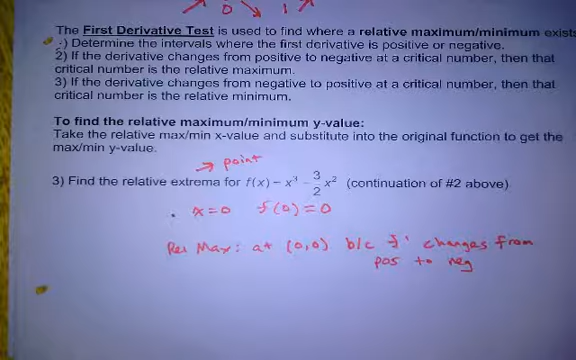 0 1
The First Derivative Test is used to find where a relative maximum/minimum exists
1) Determine the intervals where the first derivative is positive or negative.
2) If the derivative changes from positive to negative at a critical number, then that
critical number is the relative maximum.
3) If the derivative changes from negative to positive at a critical number, then that
critical number is the relative minimum.
To find the relative maximum/minimum y-value:
Take the relative max/min x-value and substitute into the original function to get the
max/min y-value.
→ point
3) Find the relative extrema for f(x) = x³ − 3/2 x² (continuation of #2 above)
x=0 f(0)=0
Rel Max: at (0,0) b/c f' changes from
pos to neg